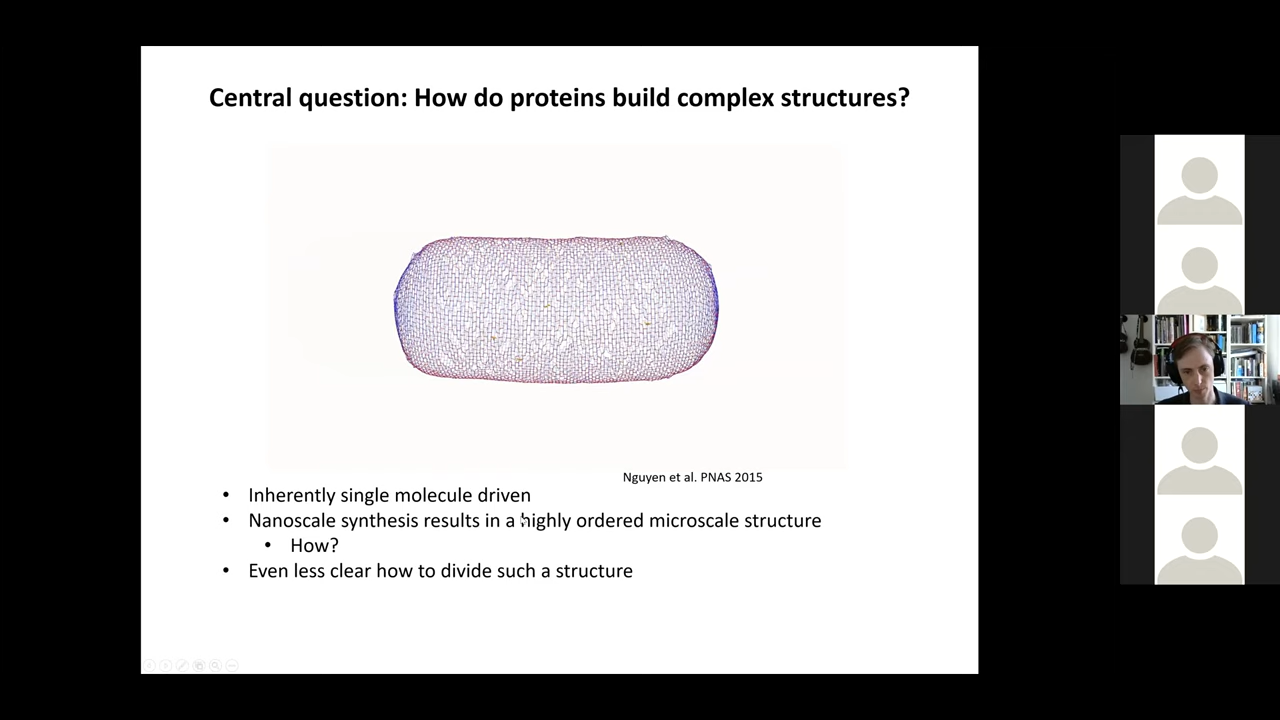 Central question: How do proteins build complex structures?
Nguyen et al. PNAS 2015
• Inherently single molecule driven
• Nanoscale synthesis results in a highly ordered microscale structure
• How?
• Even less clear how to divide such a structure